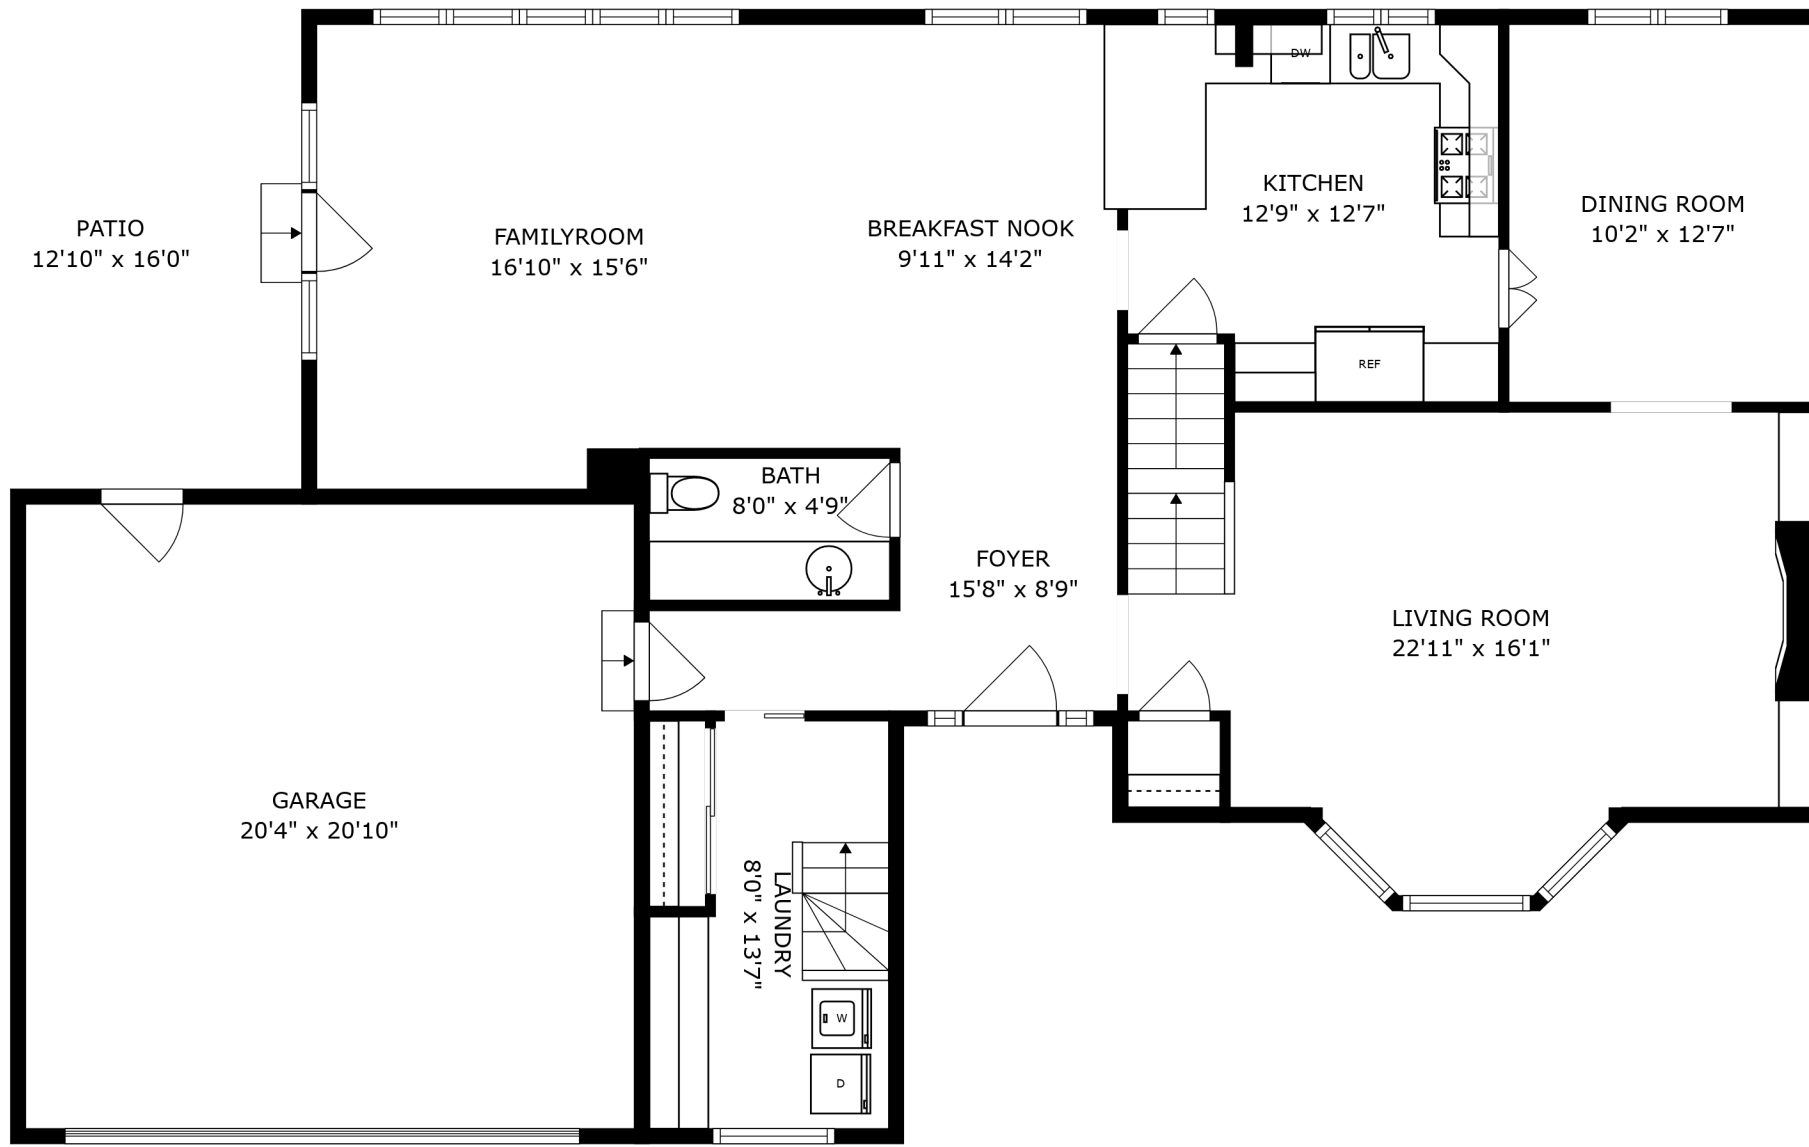 PATIO
12'10" x 16'0"
FAMILYROOM
16'10" x 15'6"
BREAKFAST NOOK
9'11" x 14'2"
DW
KITCHEN
12'9" x 12'7"
REF
DINING ROOM
10'2" x 12'7"
BATH
8'0" x 4'9"
FOYER
15'8" x 8'9"
LIVING ROOM
22'11" x 16'1"
GARAGE
20'4" x 20'10"
LAUNDRY
8'0" x 13'7"
W
D